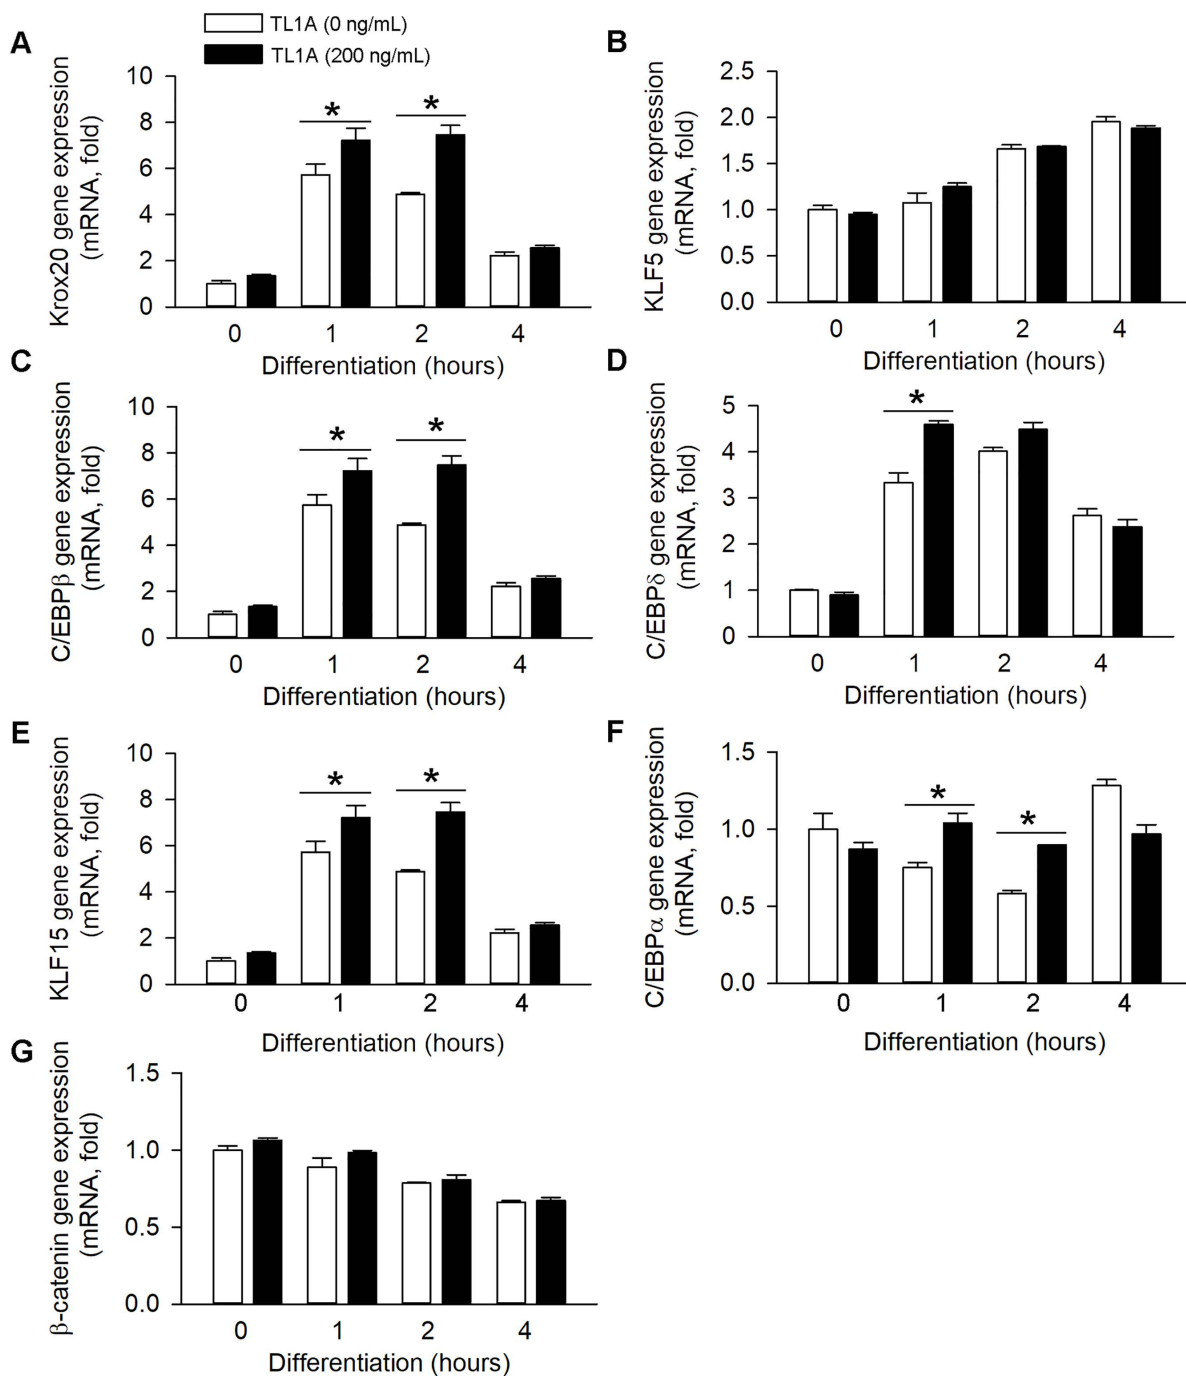 TL1A (0 ng/mL)
TL1A (200 ng/mL)
A
Krox20 gene expression
(mRNA, fold)
10
8
6
4
2
0
* *
0 1 2 4
Differentiation (hours)
B
KLF5 gene expression
(mRNA, fold)
2.5
2.0
1.5
1.0
0.5
0.0
0 1 2 4
Differentiation (hours)
C
C/EBPβ gene expression
(mRNA, fold)
10
8
6
4
2
0
* *
0 1 2 4
Differentiation (hours)
D
C/EBPδ gene expression
(mRNA, fold)
5
4
3
2
1
0
*
0 1 2 4
Differentiation (hours)
E
KLF15 gene expression
(mRNA, fold)
10
8
6
4
2
0
* *
0 1 2 4
Differentiation (hours)
F
C/EBPα gene expression
(mRNA, fold)
1.5
1.0
0.5
0.0
* *
0 1 2 4
Differentiation (hours)
G
β-catenin gene expression
(mRNA, fold)
1.5
1.0
0.5
0.0
0 1 2 4
Differentiation (hours)